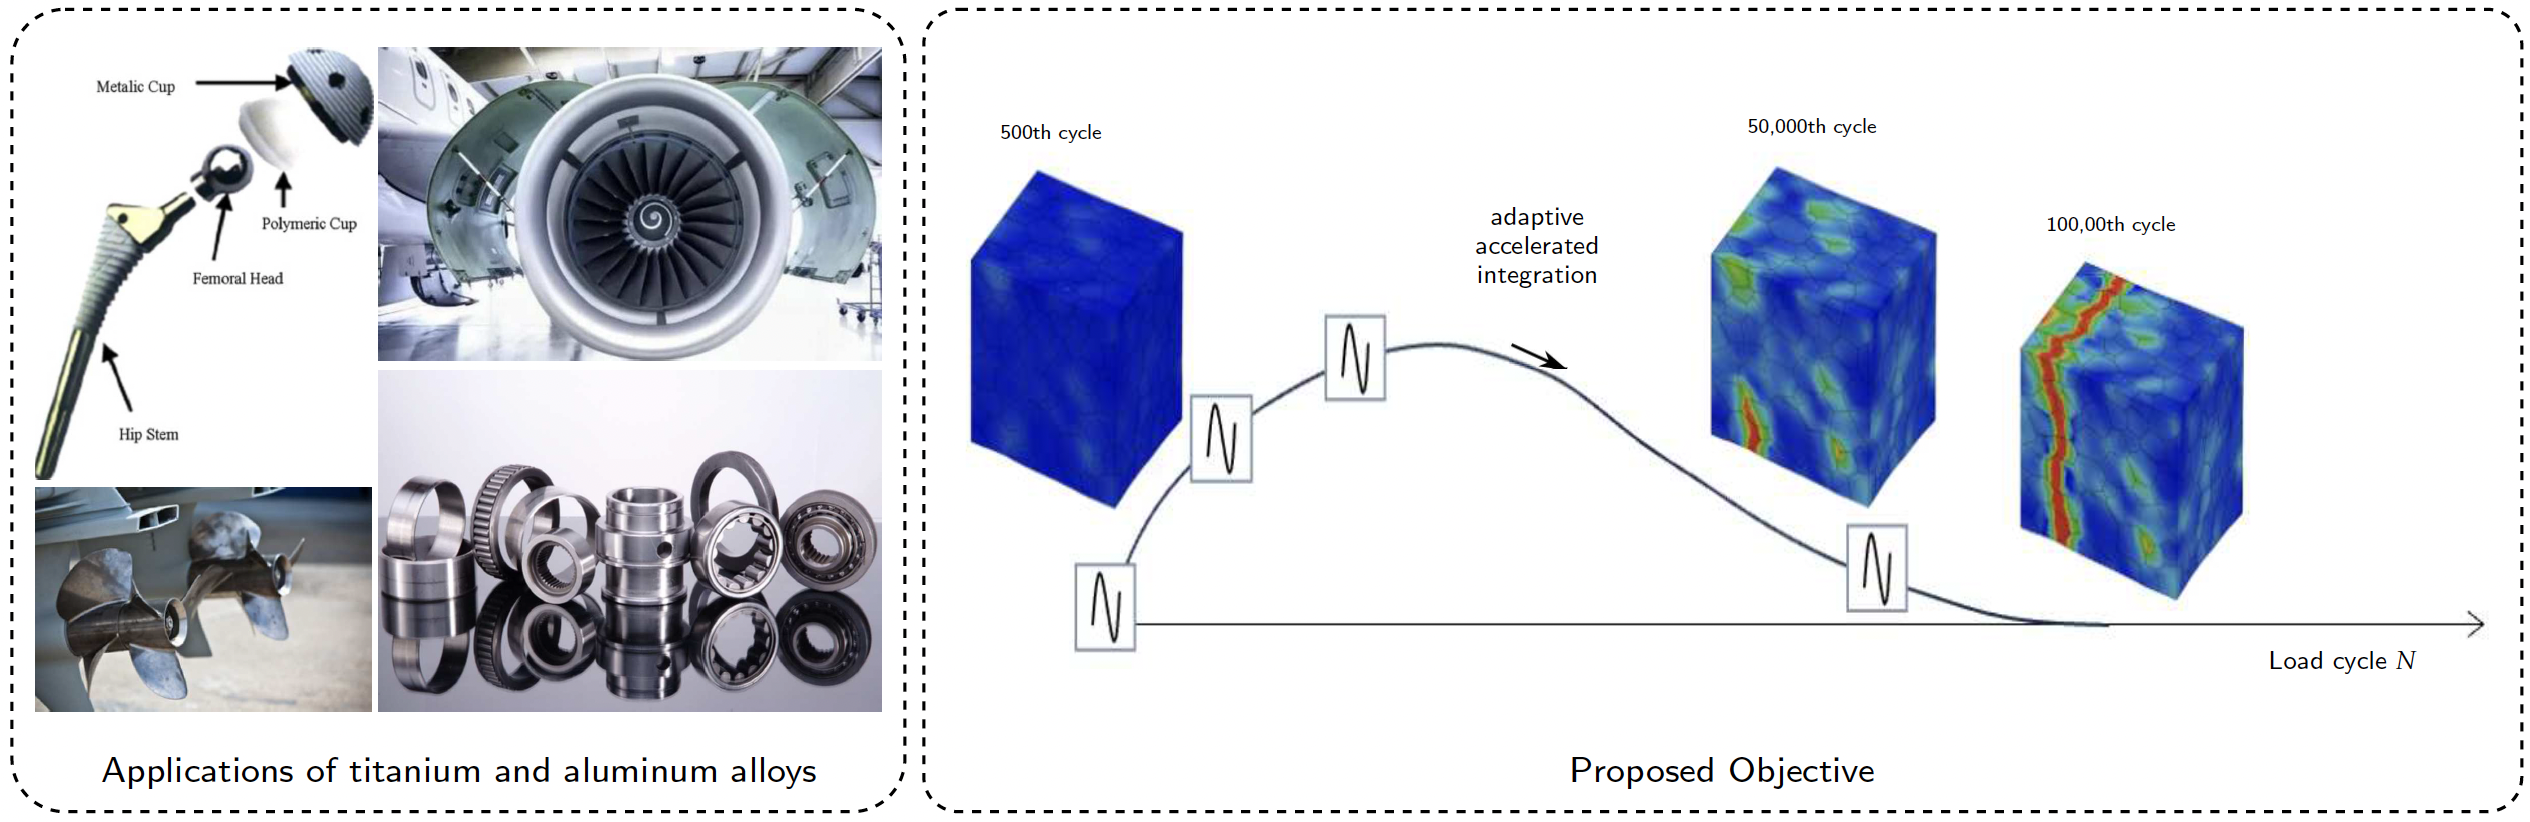 Metalic Cup
Polymeric Cup
Femoral Head
Hip Stem
Applications of titanium and aluminum alloys
500th cycle
adaptive
accelerated
integration
50,000th cycle
100,00th cycle
Load cycle N
Proposed Objective